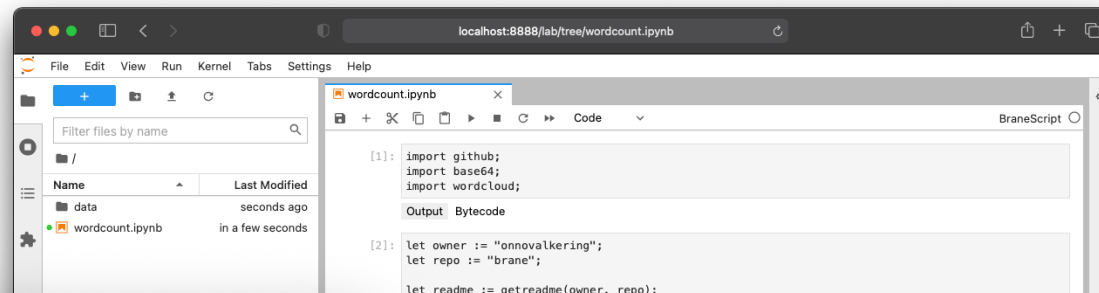 localhost:8888/lab/tree/wordcount.ipynb
File Edit View Run Kernel Tabs Settings Help
+
Filter files by name
/
Name Last Modified
data seconds ago
wordcount.ipynb in a few seconds
wordcount.ipynb
Code BraneScript
[1]: import github;
import base64;
import wordcloud;
Output Bytecode
[2]: let owner := "onnovalkering";
let repo := "brane";
let readme := getreadme(owner, repo);